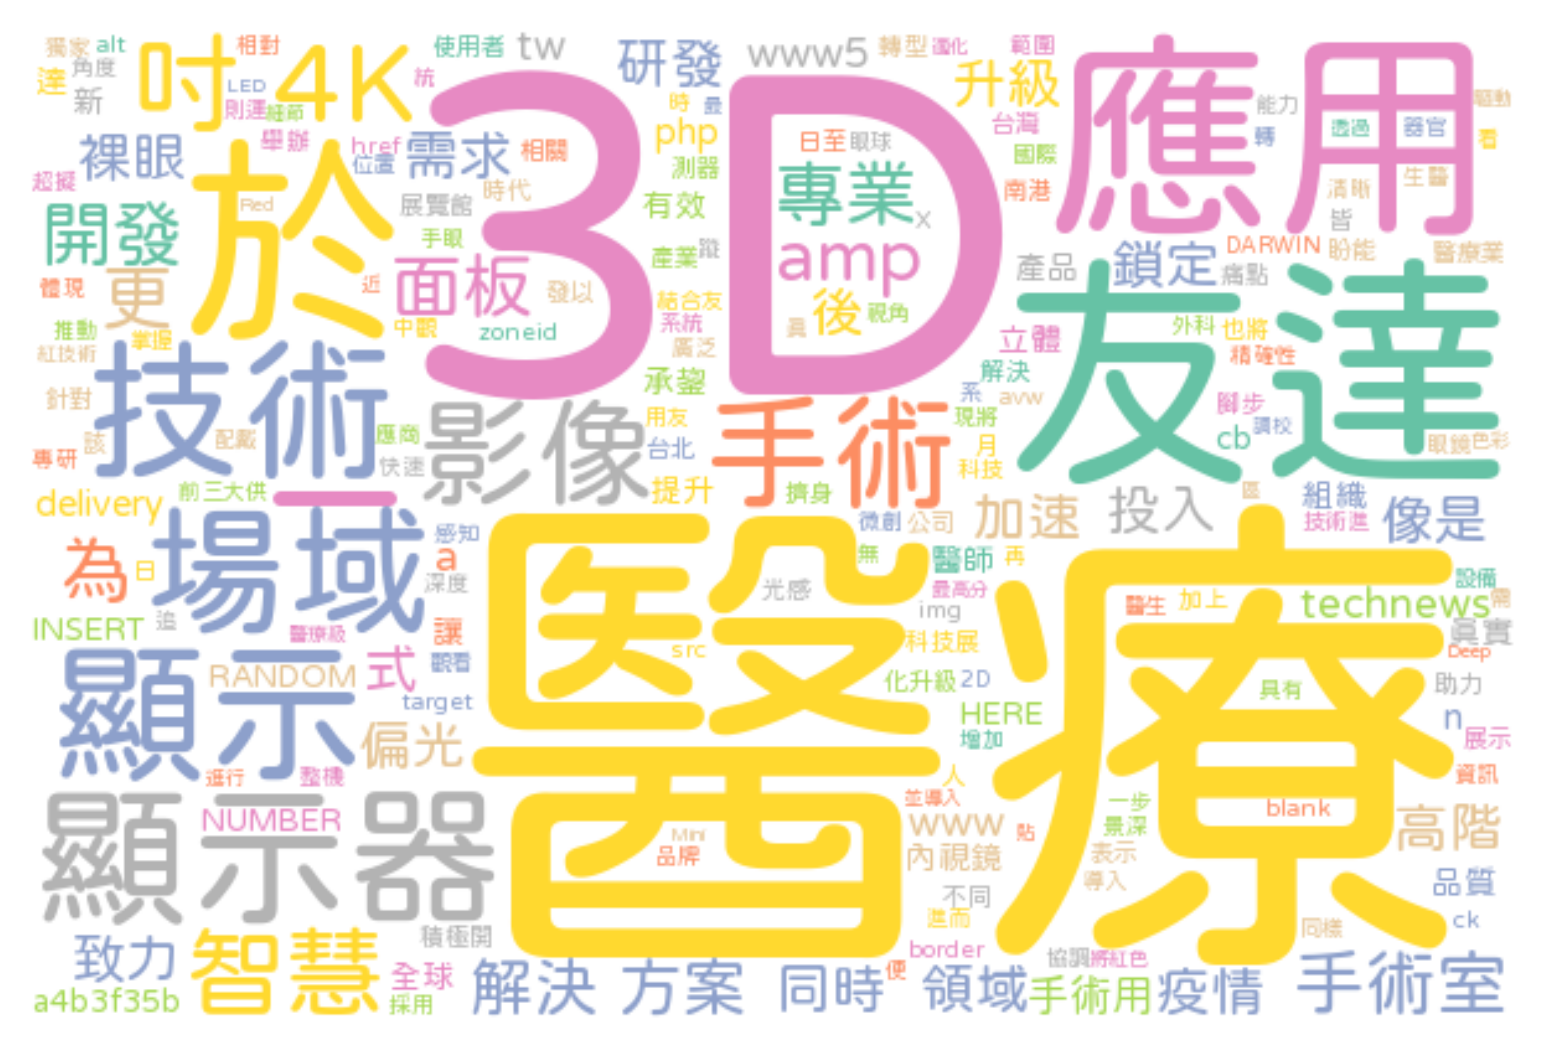 獨家 alt 吋 相對 4K 使用者 tw 研發 www5 轉型 範圍 應用
達 角度 LED 統 升級
新 則運 細節 時 最 能力 驅動
裸眼 舉辦 href 需求 相關 php 日至 眼球 台灣 轉 透過 器官 看
位置 測器 國際
超擬 Red 於 展覽館 時代 3D 有效 專業 x 南港 清晰 生醫
開發 手眼 皆
更 近 面板 發以 產業 蹤 amp 產品 鎖定 DARWIN 痛點 盼能 醫療業
體現 結合友 後 視角
推動 掌握 中觀 zoneid 系統 立體 友達 外科 也將
紅技術 技術 廣泛 解決 精確性
針對 承鋆 系 avw 腳步
該 配戴 應商 影像 用友 手術 現將 cb 調校 眼鏡 色彩
專研 快速 台北 月
delivery 前三大供 一 提升 擠身 科技 加速 投入 區 組織 像是
場域 感知 微創 公司 技術進
為 日 a 無 醫師 再 設備
深度 醫療 光感 最高分 醫生 加上 technews 需
INSERT 追 醫療級 讓 img 真實
顯示 RANDOM 式 觀看 src 科技展 Deep
target 化升級 2D 具有 助力
偏光 HERE n
進行 整機 增加 展示
顯示器 NUMBER 人 並導入 一步 blank 資訊
Mini www 貼 景深 高階
品牌 內視鏡 表示
不同 導入 品質
智慧 積極開 進而 同樣 ck
致力 全球 解決方案 同時 便 border 領域 協調 將紅色 疫情 手術室
a4b3f35b 採用 手術用